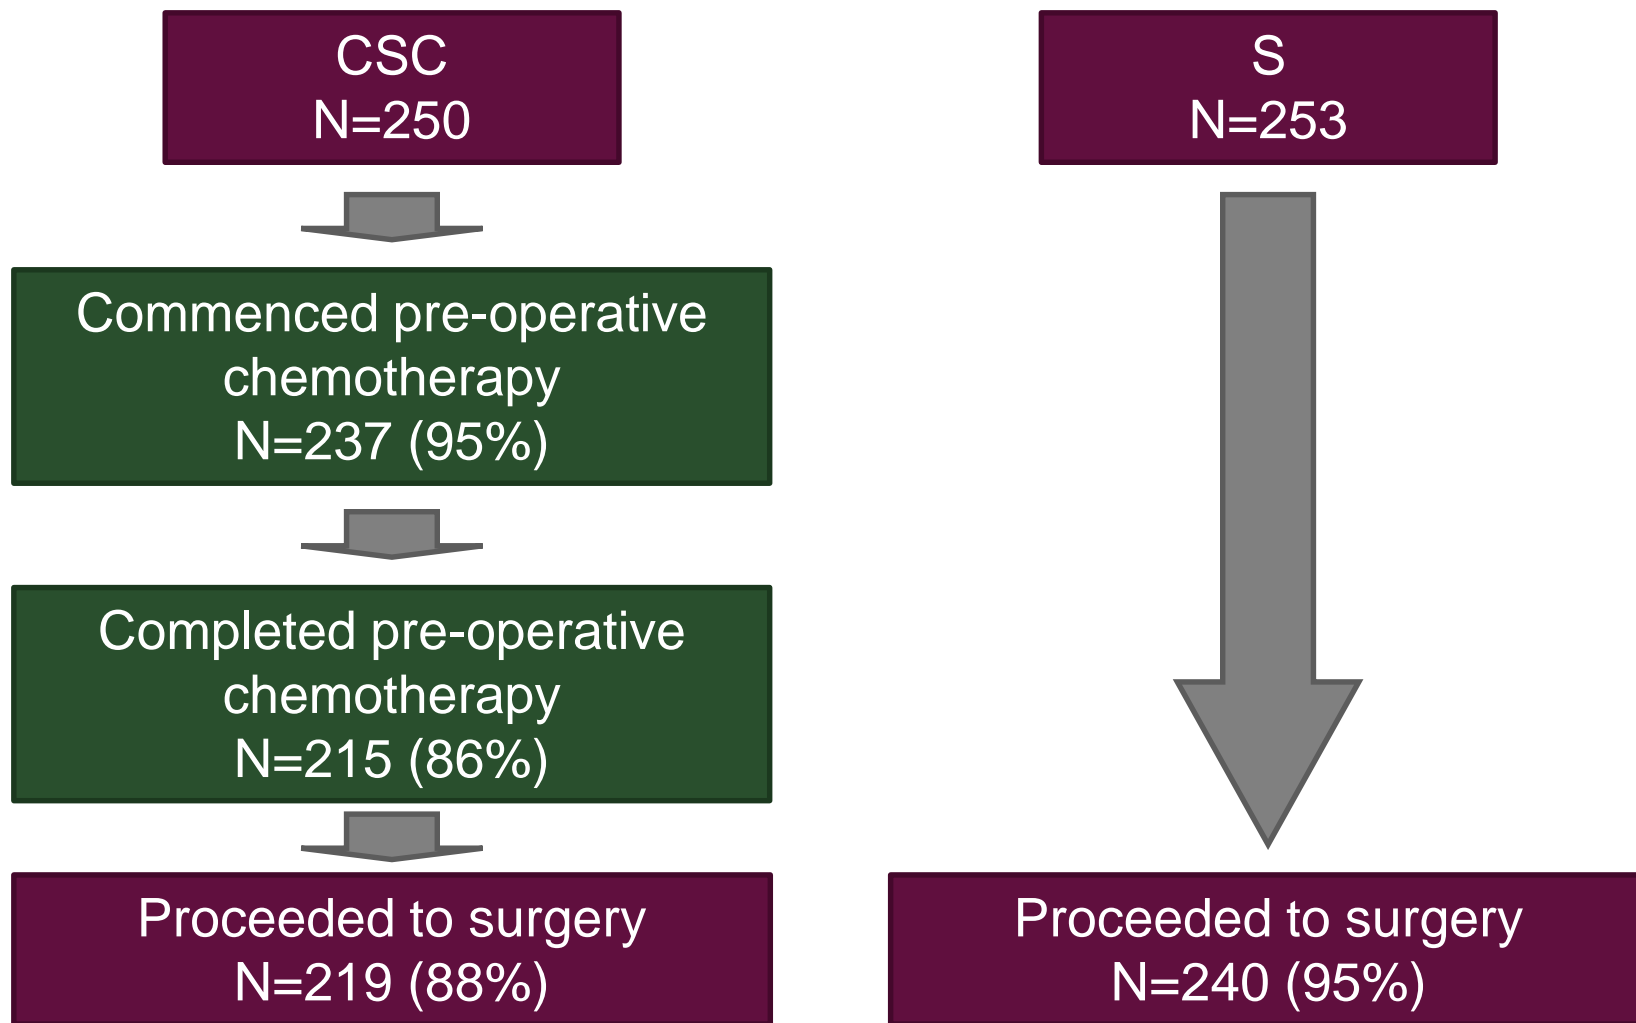 CSC
N=250
Commenced pre-operative
chemotherapy
N=237 (95%)
Completed pre-operative
chemotherapy
N=215 (86%)
Proceeded to surgery
N=219 (88%)
S
N=253
Proceeded to surgery
N=240 (95%)